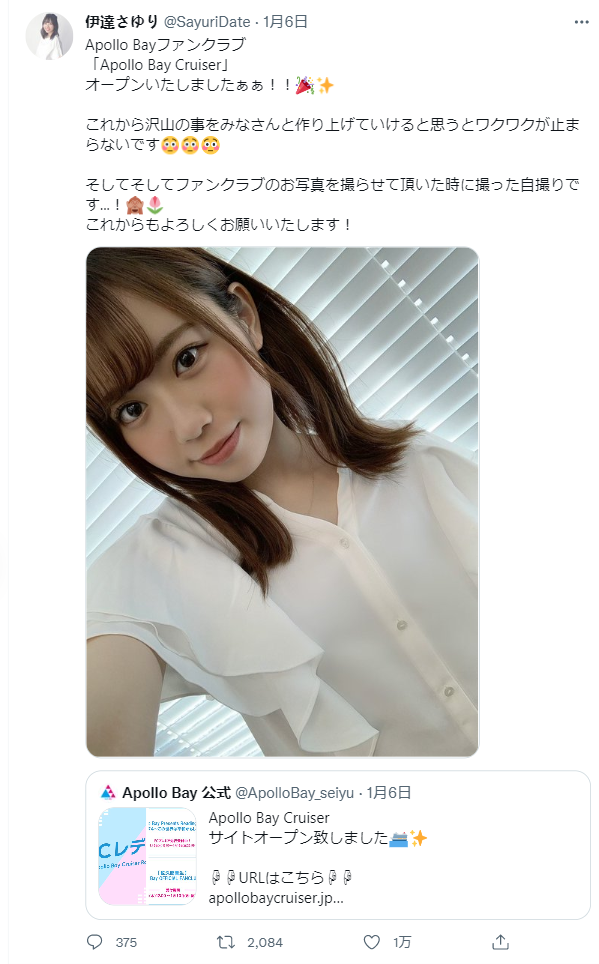 伊達さゆり @SayuriDate · 1月6日
Apollo Bayファンクラブ
「Apollo Bay Cruiser」
オープンいたしましたぁぁ！！🎉✨
これから沢山の事をみなさんと作り上げていけると思うとワクワクが止ま
らないです😳😳😳
そしてそしてファンクラブのお写真を撮らせて頂いた時に撮った自撮りで
す...！🙈🌷
これからもよろしくお願いいたします！
Apollo Bay 公式 @ApolloBay_seiyu · 1月6日
Apollo Bay Cruiser
サイトオープン致しました🛋✨
☟☟URLはこちら☟☟
apollobaycruiser.jp...
Cレデ
375
2,084
1万